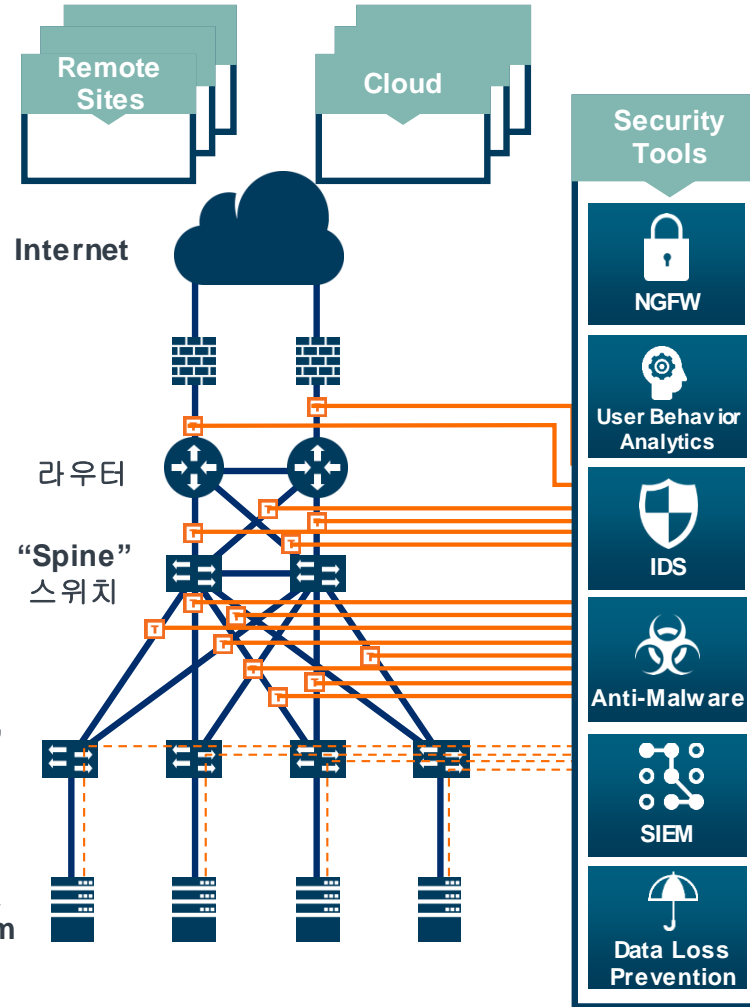 Remote
Sites
Cloud
Security
Tools
Internet
NGFW
User Behavior
Analytics
라우터
"Spine"
스위치
IDS
Anti-Malware
SIEM
Data Loss
Prevention
T
T
T
T
T
T
T
T
T
T
T
T
T
T